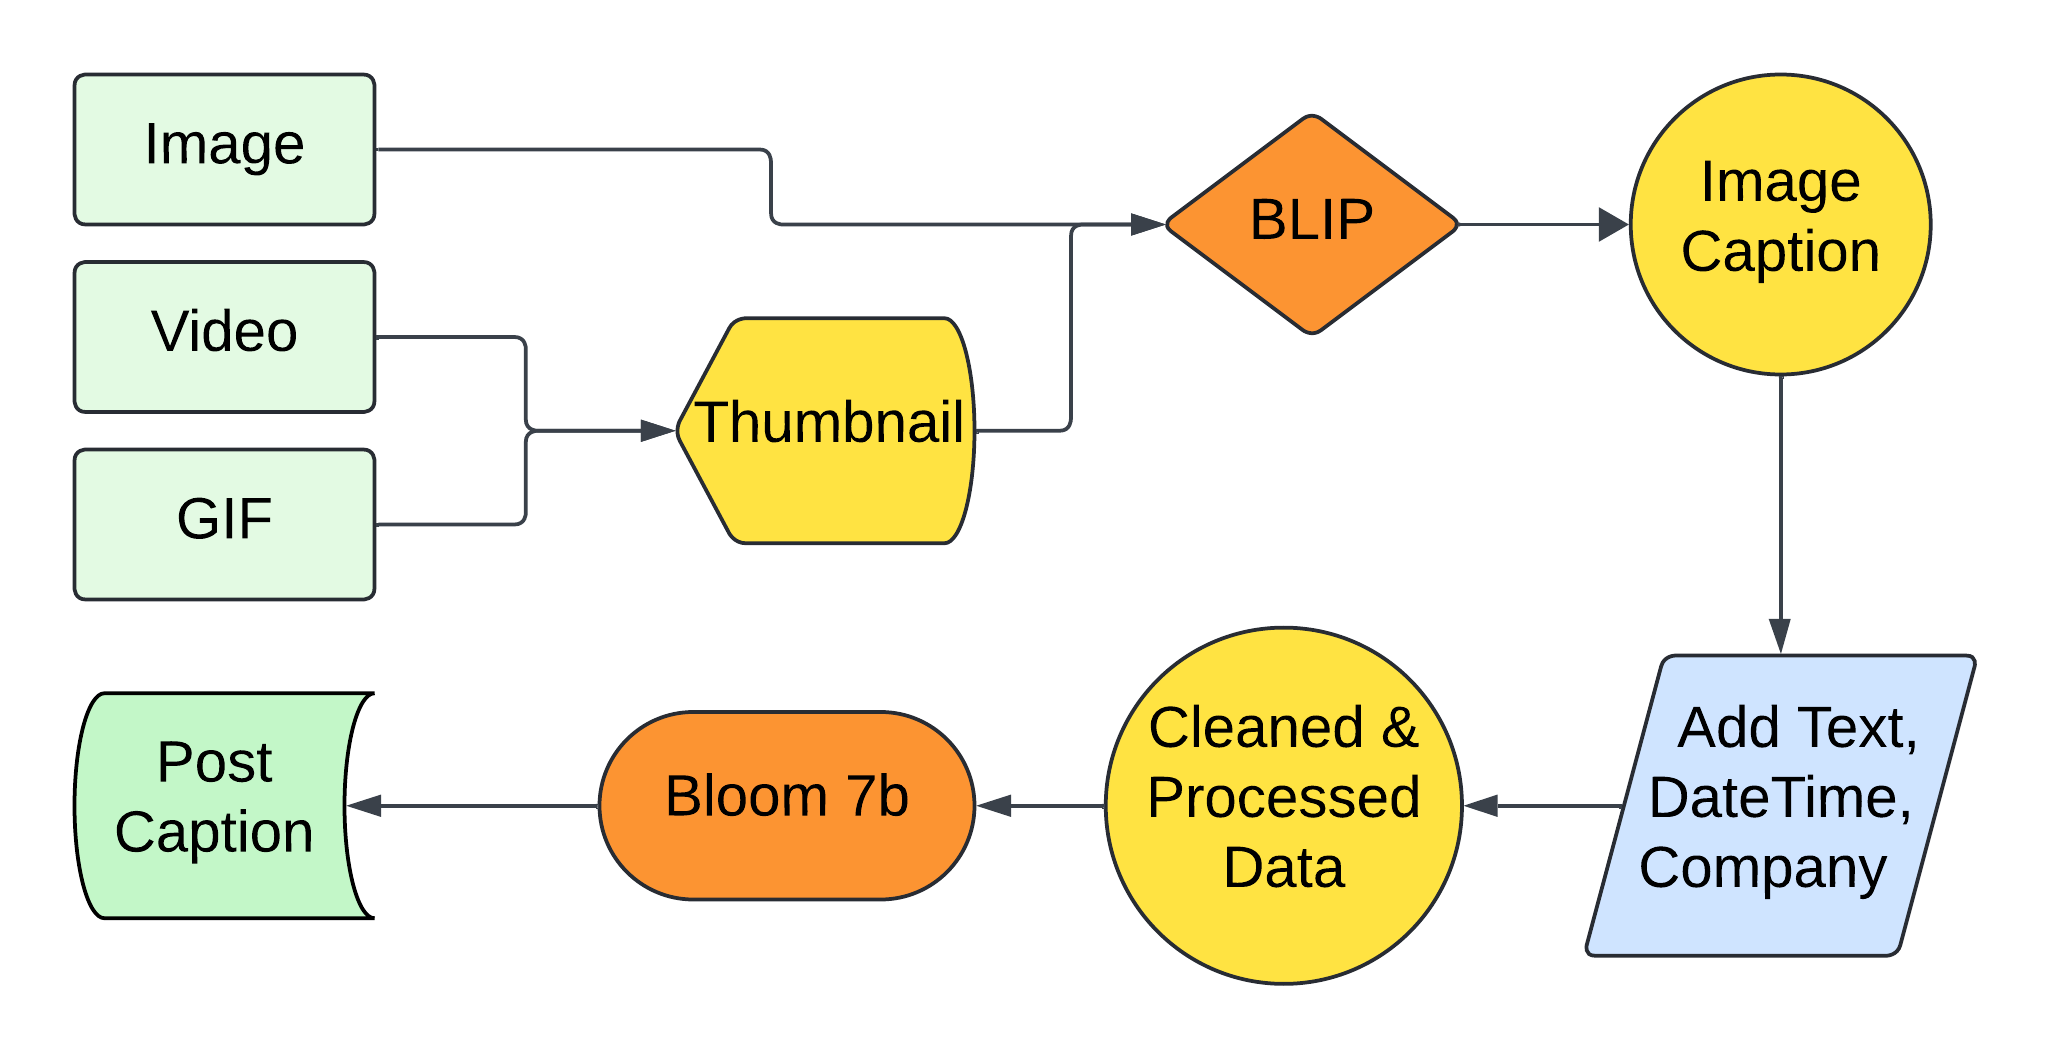 Image
Video
GIF
Thumbnail
BLIP
Image
Caption
Add Text,
DateTime,
Company
Cleaned &
Processed
Data
Bloom 7b
Post
Caption